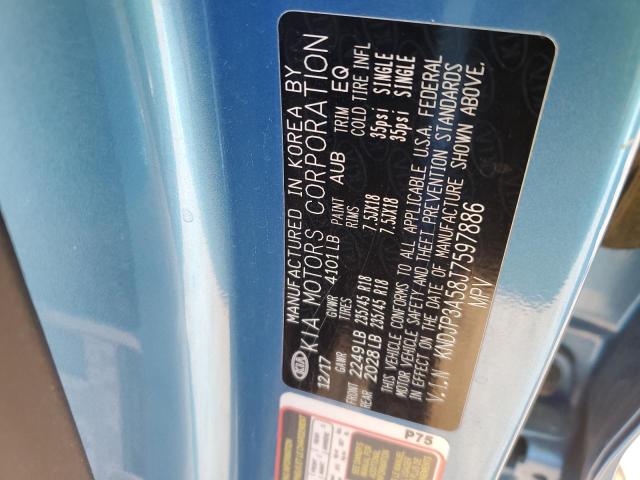 MANUFACTURED IN KOREA BY
KIA KIA MOTORS CORPORATION
12/17 GVWR 4101LB PAINT AUB TRIM EQ
GAWR TIRES RIMS COLD TIRE INFL
2249LB 235/45 R18 7.5JX18 35psi SINGLE
REAR 2028LB 235/45 R18 7.5JX18 35psi SINGLE
THIS VEHICLE CONFORMS TO ALL APPLICABLE U.S.A. FEDERAL
MOTOR VEHICLE SAFETY AND THEFT PREVENTION STANDARDS
IN EFFECT ON THE DATE OF MANUFACTURE SHOWN ABOVE.
V.I.N KNDJP3A58J7597886
MPV
P75